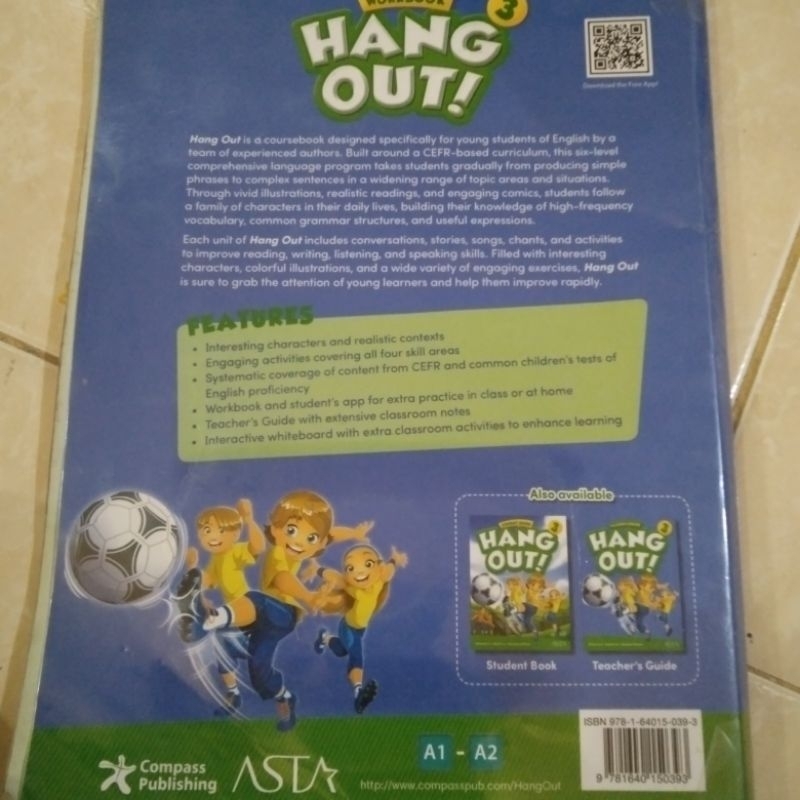 WORKBOOK 3
HANG
OUT!
Download the Free App!
Hang Out is a coursebook designed specifically for young students of English by a
team of experienced authors. Built around a CEFR-based curriculum, this six-level
comprehensive language program takes students gradually from producing simple
phrases to complex sentences in a widening range of topic areas and situations.
Through vivid illustrations, realistic readings, and engaging comics, students follow
a family of characters in their daily lives, building their knowledge of high-frequency
vocabulary, common grammar structures, and useful expressions.
Each unit of Hang Out includes conversations, stories, songs, chants, and activities
to improve reading, writing, listening, and speaking skills. Filled with interesting
characters, colorful illustrations, and a wide variety of engaging exercises, Hang Out
is sure to grab the attention of young learners and help them improve rapidly.
FEATURES
• Interesting characters and realistic contexts
• Engaging activities covering all four skill areas
• Systematic coverage of content from CEFR and common children's tests of
English proficiency
• Workbook and student's app for extra practice in class or at home
• Teacher's Guide with extensive classroom notes
• Interactive whiteboard with extra classroom activities to enhance learning
Also available
3
HANG
OUT!
Student Book
3
HANG
OUT!
Teacher's Guide
Compass
Publishing
ASTA
A1 - A2
http://www.compasspub.com/HangOut
ISBN 978-1-64015-039-3
9 781640 150393